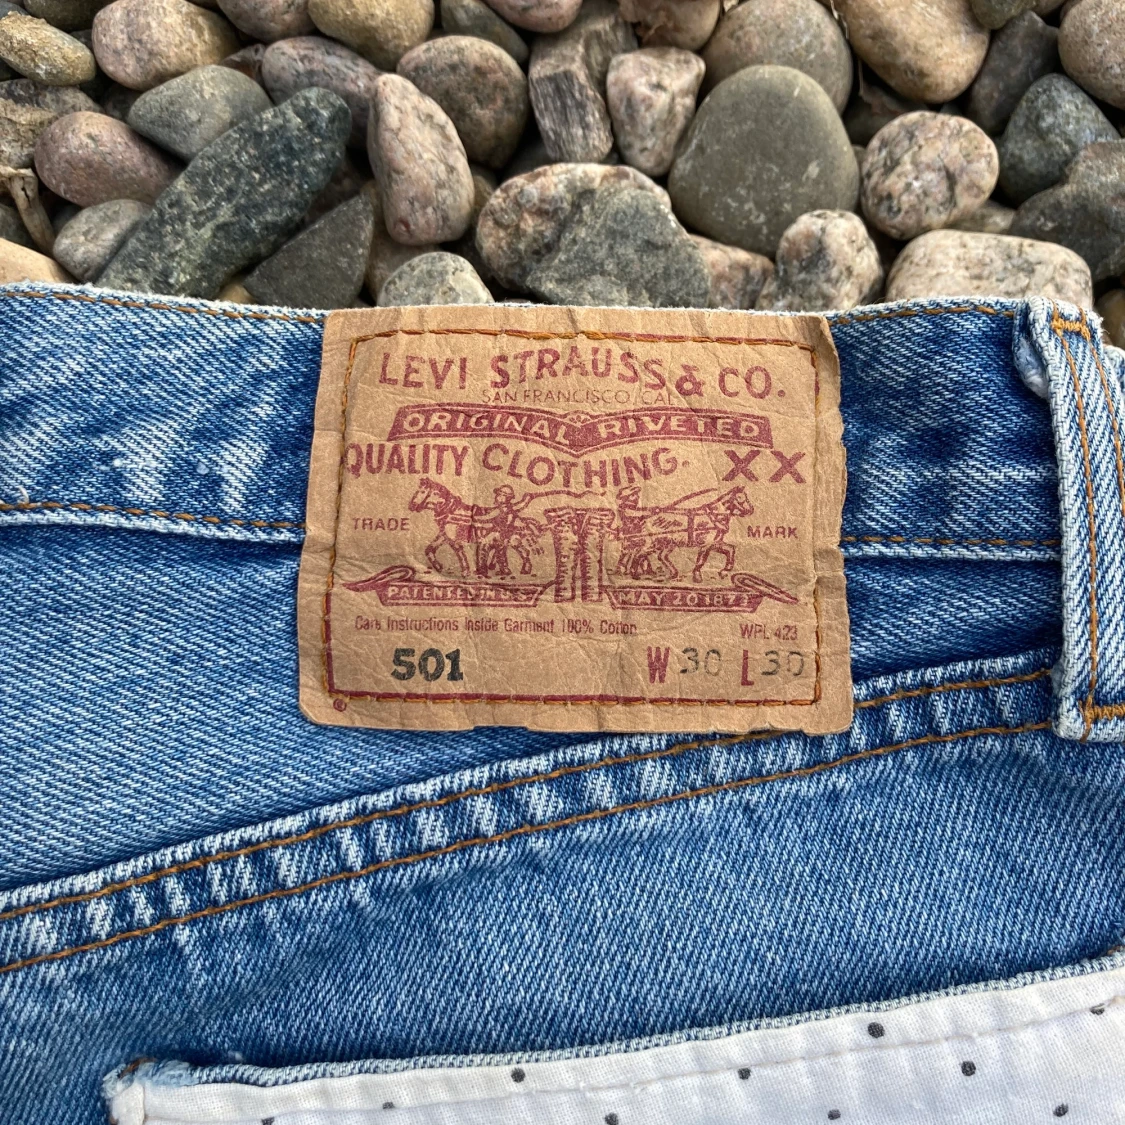 LEVI STRAUSS & CO.
SAN FRANCISCO, CAL
ORIGINAL RIVETED
QUALITY CLOTHING. XX
TRADE MARK
PATENTED IN U.S. MAY 20 1873
Care Instructions Inside Garment 100% Cotton WPL 423
501 W 30 L 30
®